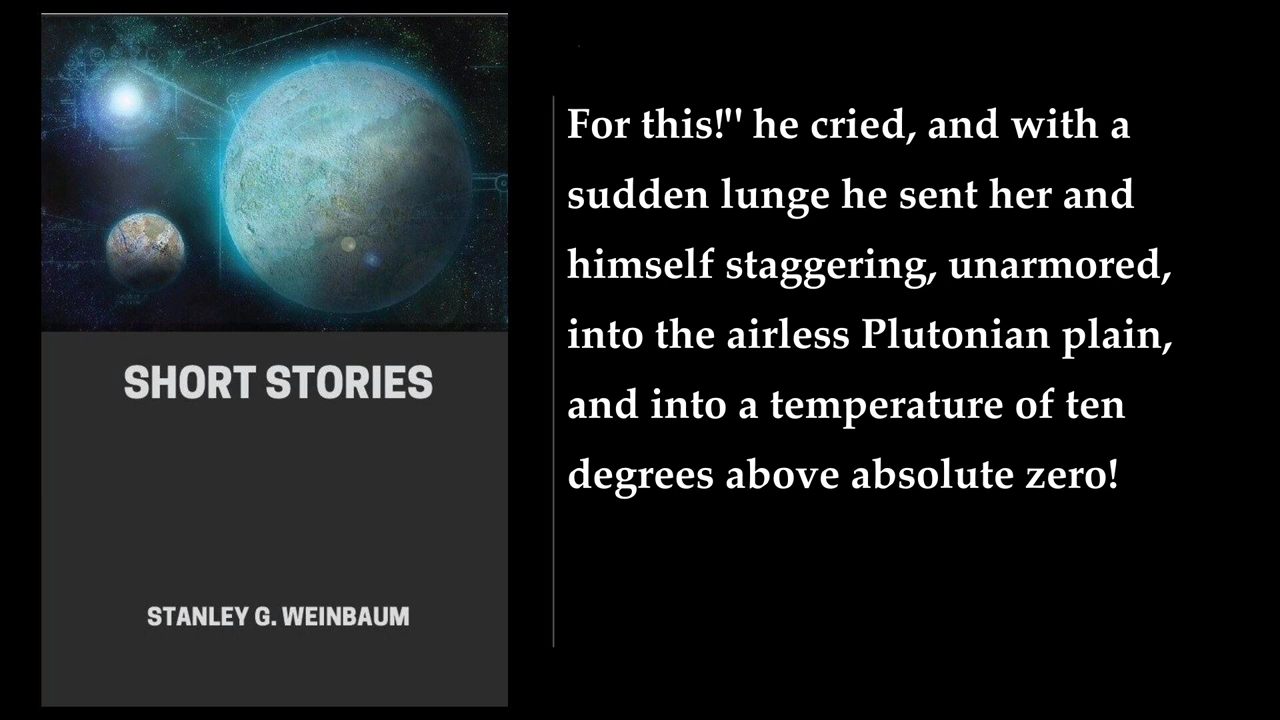 SHORT STORIES
STANLEY G. WEINBAUM
For this!" he cried, and with a
sudden lunge he sent her and
himself staggering, unarmored,
into the airless Plutonian plain,
and into a temperature of ten
degrees above absolute zero!